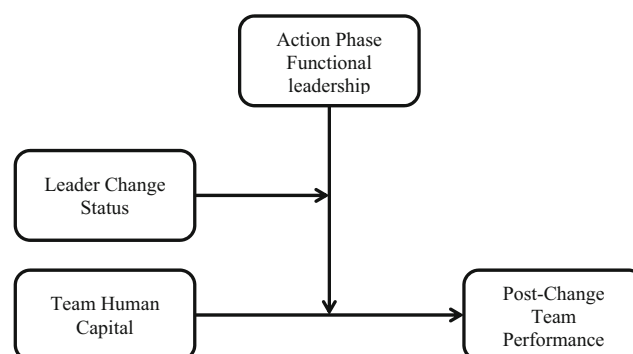 Action Phase
Functional
leadership
Leader Change
Status
Team Human
Capital
Post-Change
Team
Performance